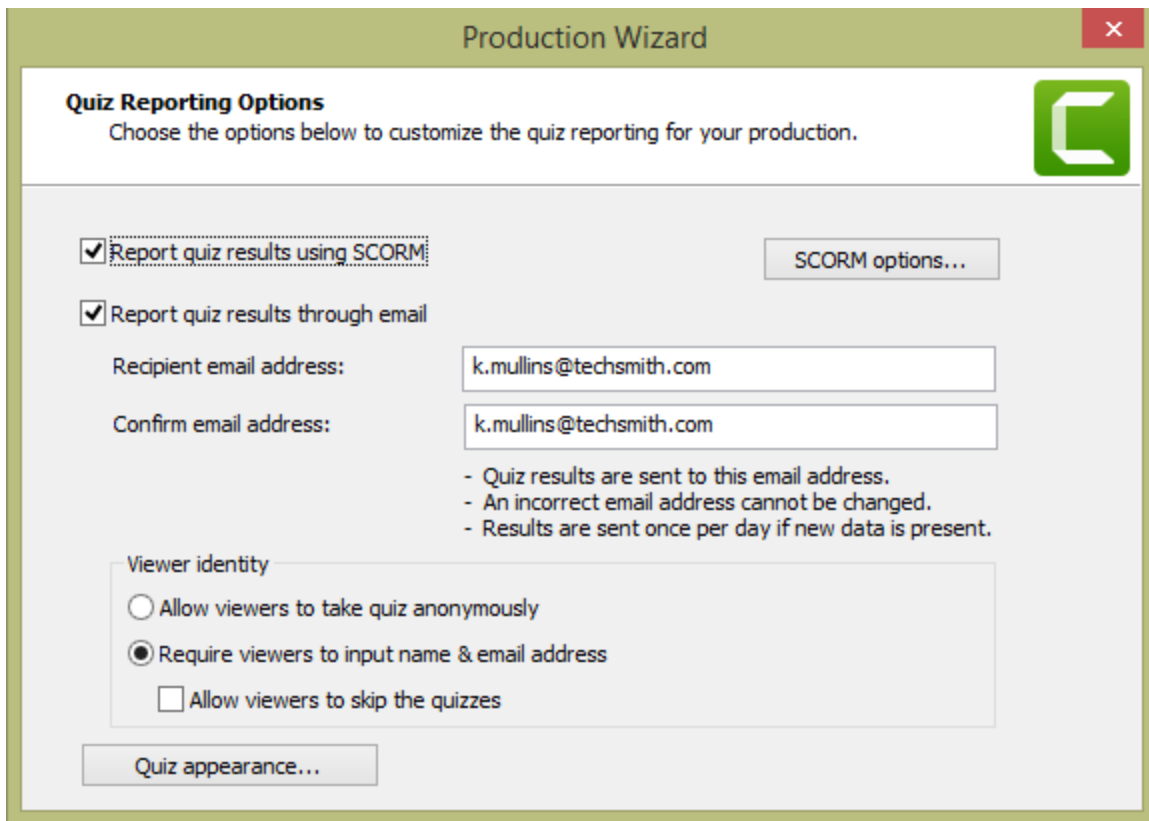 Production Wizard
Quiz Reporting Options
Choose the options below to customize the quiz reporting for your production.
Report quiz results using SCORM
SCORM options...
Report quiz results through email
Recipient email address:
k.mullins@techsmith.com
Confirm email address:
k.mullins@techsmith.com
- Quiz results are sent to this email address.
- An incorrect email address cannot be changed.
- Results are sent once per day if new data is present.
Viewer identity
Allow viewers to take quiz anonymously
Require viewers to input name & email address
Allow viewers to skip the quizzes
Quiz appearance...